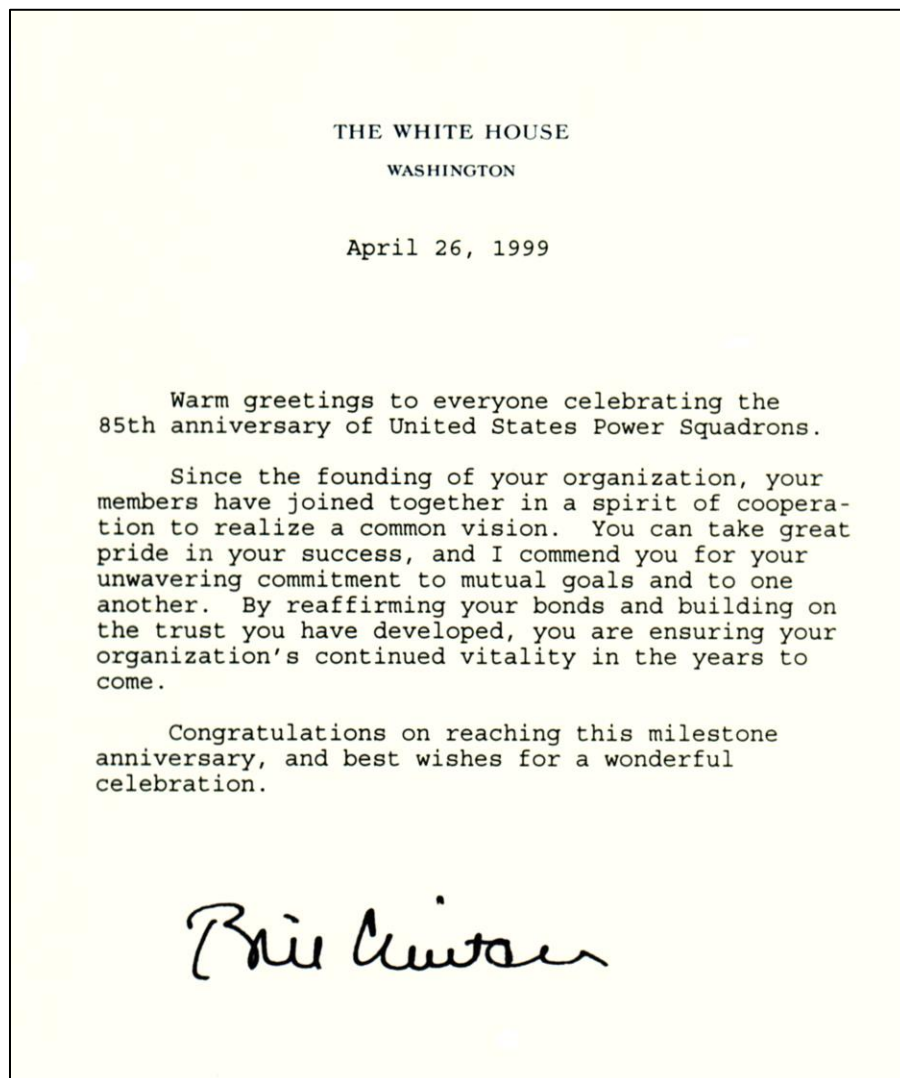 THE WHITE HOUSE
WASHINGTON
April 26, 1999
Warm greetings to everyone celebrating the
85th anniversary of United States Power Squadrons.
Since the founding of your organization, your
members have joined together in a spirit of coopera-
tion to realize a common vision.  You can take great
pride in your success, and I commend you for your
unwavering commitment to mutual goals and to one
another.  By reaffirming your bonds and building on
the trust you have developed, you are ensuring your
organization's continued vitality in the years to
come.
Congratulations on reaching this milestone
anniversary, and best wishes for a wonderful
celebration.
Bill Clinton